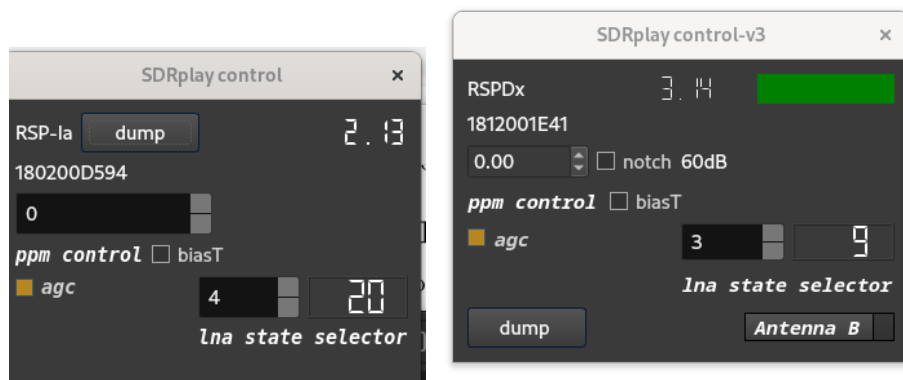 SDRplay control ×
RSP-Ia dump 2.13
180200D594
0
ppm control biasT
agc
4 20
lna state selector
SDRplay control-v3 ×
RSPDx 3.14
1812001E41
0.00 notch 60dB
ppm control biasT
agc 3 9
lna state selector
dump Antenna B